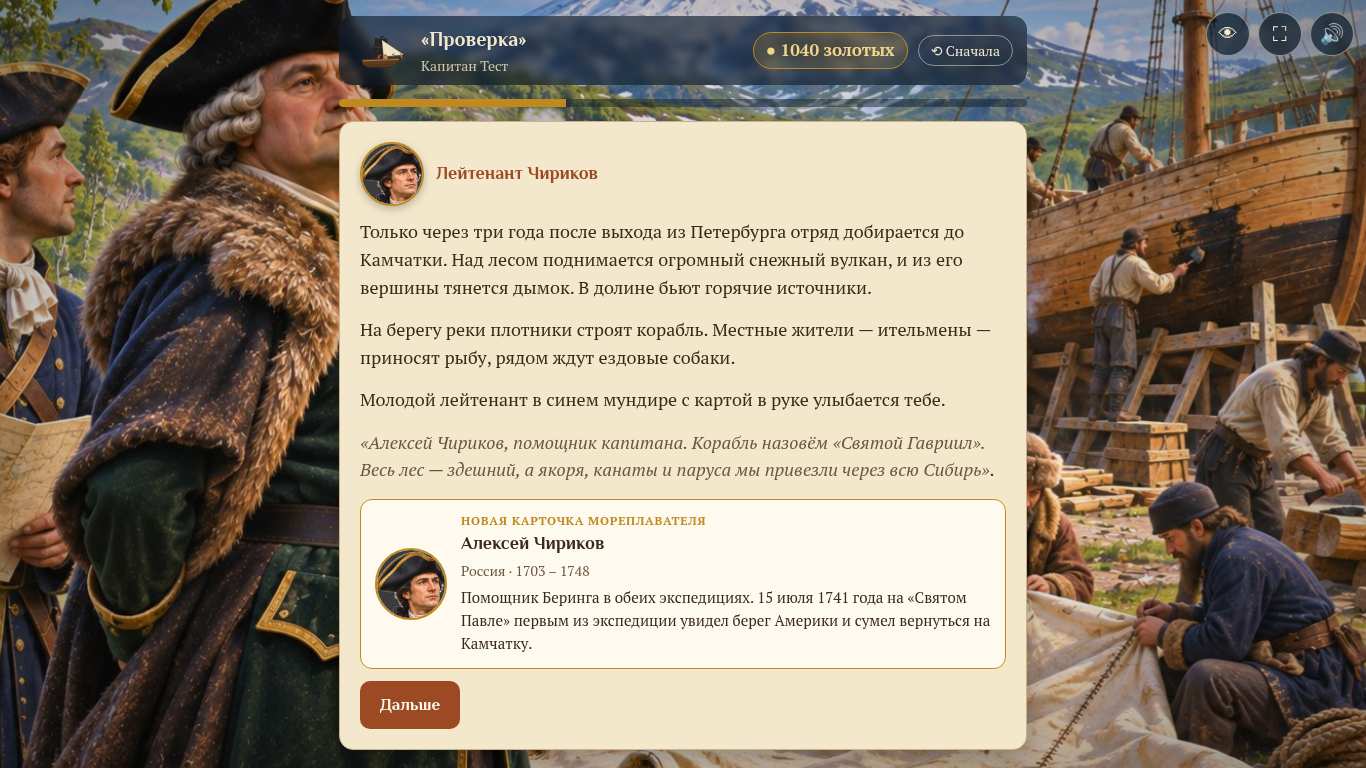 «Проверка»
Капитан Тест
● 1040 золотых
⟲ Сначала
Лейтенант Чириков
Только через три года после выхода из Петербурга отряд добирается до
Камчатки. Над лесом поднимается огромный снежный вулкан, и из его
вершины тянется дымок. В долине бьют горячие источники.
На берегу реки плотники строят корабль. Местные жители — ительмены —
приносят рыбу, рядом ждут ездовые собаки.
Молодой лейтенант в синем мундире с картой в руке улыбается тебе.
«Алексей Чириков, помощник капитана. Корабль назовём «Святой Гавриил».
Весь лес — здешний, а якоря, канаты и паруса мы привезли через всю Сибирь».
НОВАЯ КАРТОЧКА МОРЕПЛАВАТЕЛЯ
Алексей Чириков
Россия · 1703 – 1748
Помощник Беринга в обеих экспедициях. 15 июля 1741 года на «Святом
Павле» первым из экспедиции увидел берег Америки и сумел вернуться на
Камчатку.
Дальше